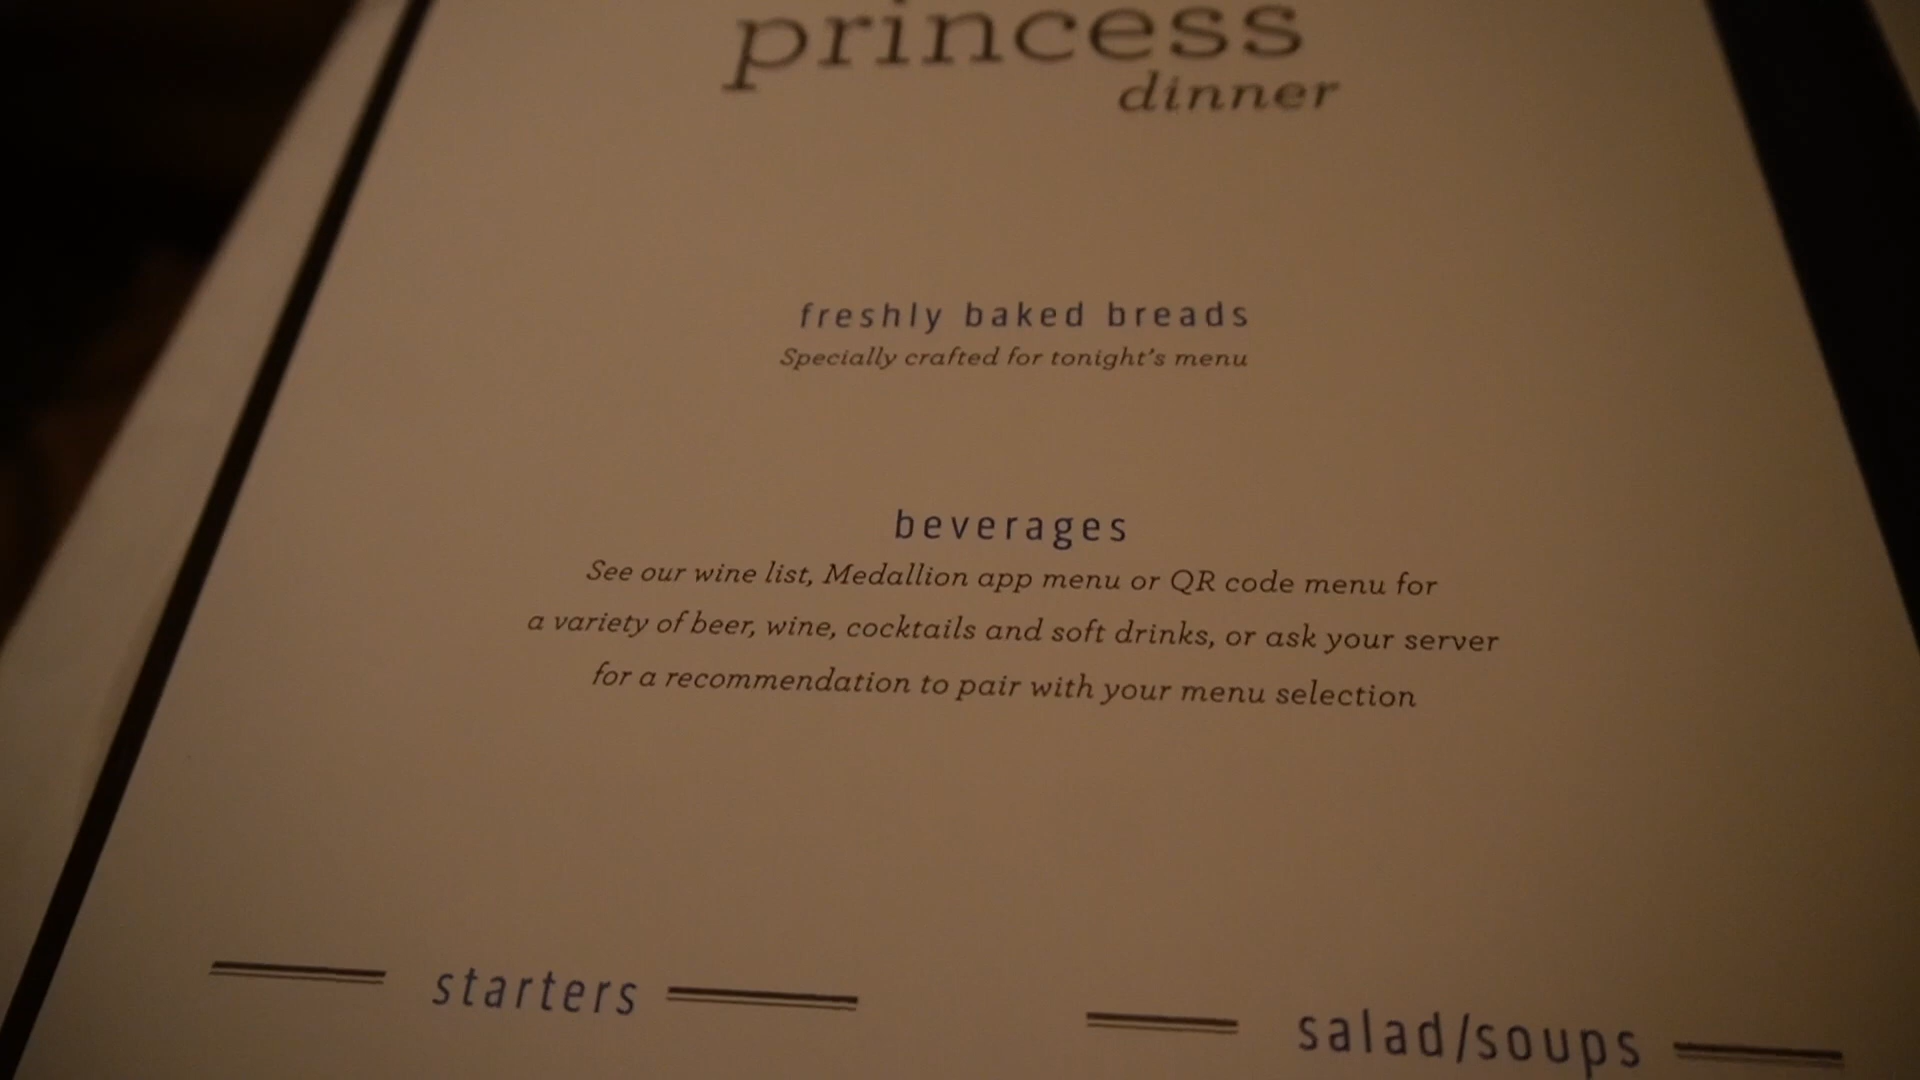 princess
dinner
freshly baked breads
Specially crafted for tonight's menu
beverages
See our wine list, Medallion app menu or QR code menu for
a variety of beer, wine, cocktails and soft drinks, or ask your server
for a recommendation to pair with your menu selection
starters
salad/soups